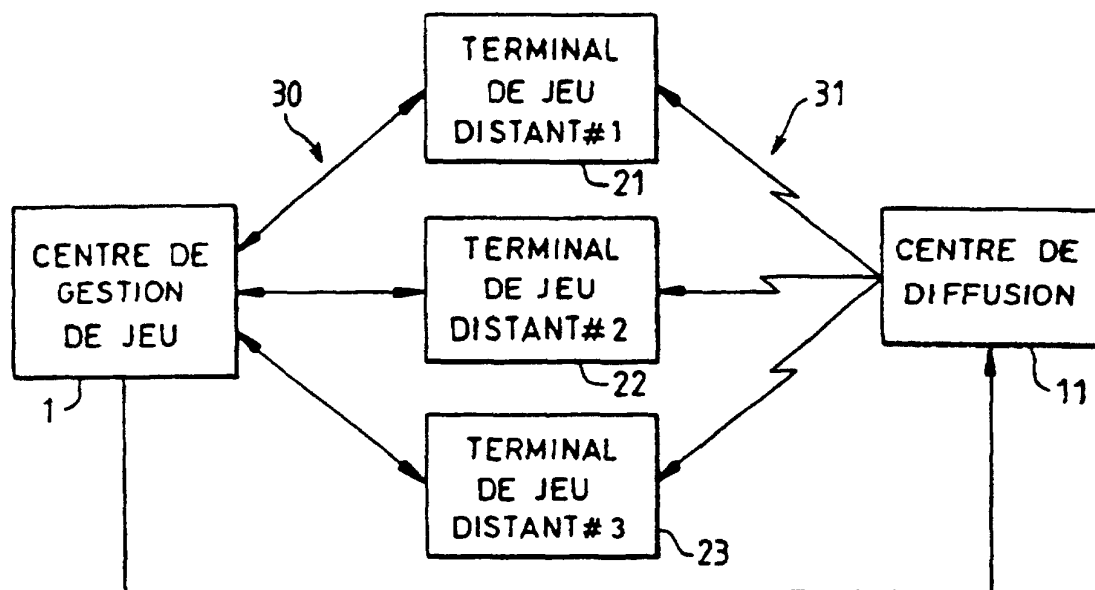 TERMINAL
DE JEU
DISTANT#1
30
31
21
CENTRE DE
GESTION
DE JEU
1
TERMINAL
DE JEU
DISTANT#2
22
CENTRE DE
DIFFUSION
11
TERMINAL
DE JEU
DISTANT#3
23